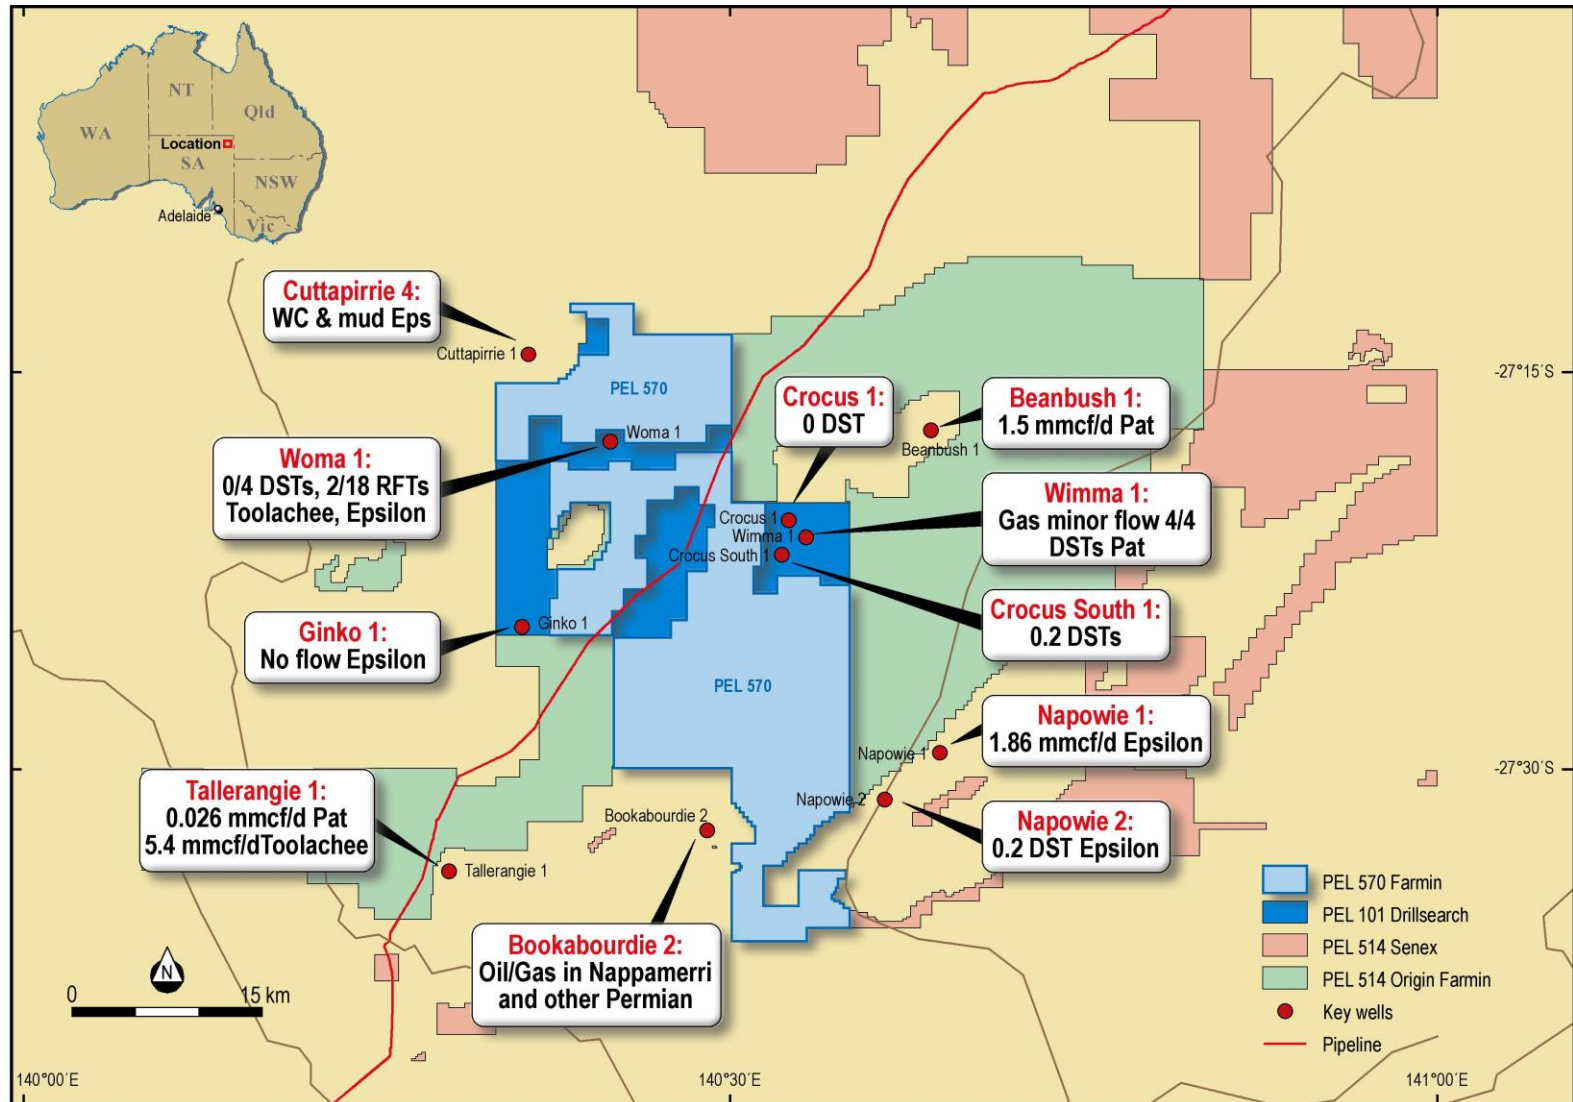 NT
Qld
WA
Location
SA
NSW
Adelaide
Vic
Cuttapirrie 4:
WC & mud Eps
Cuttapirrie 1
PEL 570
-27°15´S
Crocus 1:
0 DST
Beanbush 1:
1.5 mmcf/d Pat
Beanbush 1
Woma 1
Woma 1:
0/4 DSTs, 2/18 RFTs
Toolachee, Epsilon
Wimma 1:
Gas minor flow 4/4
DSTs Pat
Crocus 1
Wimma 1
Crocus South 1
Crocus South 1:
0.2 DSTs
Ginko 1
Ginko 1:
No flow Epsilon
PEL 570
Napowie 1:
1.86 mmcf/d Epsilon
Napowie 1
-27°30´S
Tallerangie 1:
0.026 mmcf/d Pat
5.4 mmcf/dToolachee
Tallerangie 1
Bookabourdie 2
Napowie 2
Napowie 2:
0.2 DST Epsilon
Bookabourdie 2:
Oil/Gas in Nappamerri
and other Permian
PEL 570 Farmin
PEL 101 Drillsearch
PEL 514 Senex
PEL 514 Origin Farmin
Key wells
Pipeline
N
0 15 km
140°00´E
140°30´E
141°00´E